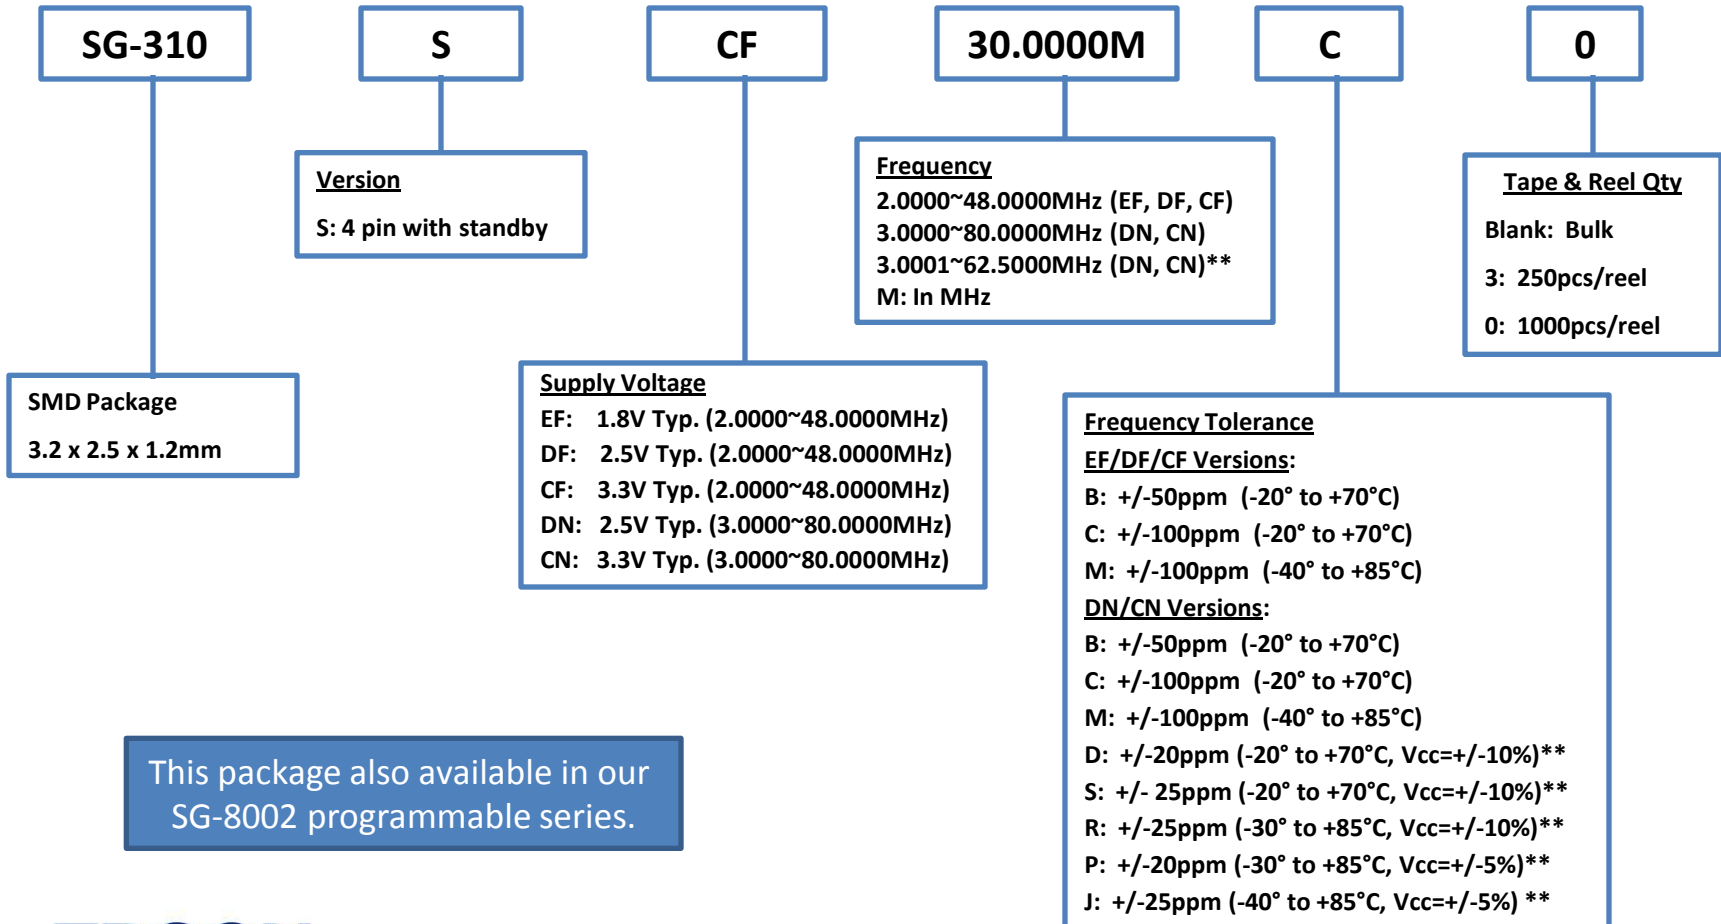 SG-310
S
CF
30.0000M
C
0
Version
S: 4 pin with standby
Frequency
2.0000~48.0000MHz (EF, DF, CF)
3.0000~80.0000MHz (DN, CN)
3.0001~62.5000MHz (DN, CN)**
M: In MHz
Tape & Reel Qty
Blank: Bulk
3: 250pcs/reel
0: 1000pcs/reel
SMD Package
3.2 x 2.5 x 1.2mm
Supply Voltage
EF: 1.8V Typ. (2.0000~48.0000MHz)
DF: 2.5V Typ. (2.0000~48.0000MHz)
CF: 3.3V Typ. (2.0000~48.0000MHz)
DN: 2.5V Typ. (3.0000~80.0000MHz)
CN: 3.3V Typ. (3.0000~80.0000MHz)
Frequency Tolerance
EF/DF/CF Versions:
B: +/-50ppm (-20° to +70°C)
C: +/-100ppm (-20° to +70°C)
M: +/-100ppm (-40° to +85°C)
DN/CN Versions:
B: +/-50ppm (-20° to +70°C)
C: +/-100ppm (-20° to +70°C)
M: +/-100ppm (-40° to +85°C)
D: +/-20ppm (-20° to +70°C, Vcc=+/-10%)**
S: +/- 25ppm (-20° to +70°C, Vcc=+/-10%)**
R: +/-25ppm (-30° to +85°C, Vcc=+/-10%)**
P: +/-20ppm (-30° to +85°C, Vcc=+/-5%)**
J: +/-25ppm (-40° to +85°C, Vcc=+/-5%) **
This package also available in our
SG-8002 programmable series.